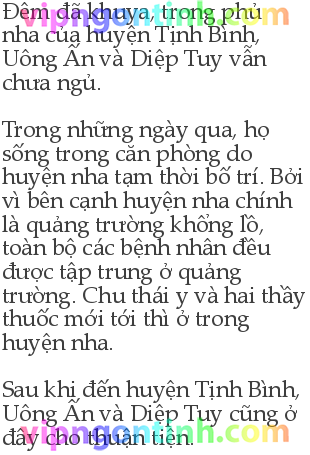 Đêm đã khuya, trong phủ
nha của huyện Tịnh Bình,
Uông Ấn và Diệp Tuy vẫn
chưa ngủ.
Trong những ngày qua, họ
sống trong căn phòng do
huyện nha tạm thời bố trí. Bởi
vì bên cạnh huyện nha chính
là quảng trường khổng lồ,
toàn bộ các bệnh nhân đều
được tập trung ở quảng
trường. Chu thái y và hai thầy
thuốc mới tới thì ở trong
huyện nha.
Sau khi đến huyện Tịnh Bình,
Uông Ấn và Diệp Tuy cũng ở
đây cho thuận tiện.
vipngontinh.com
vipngontinh.com